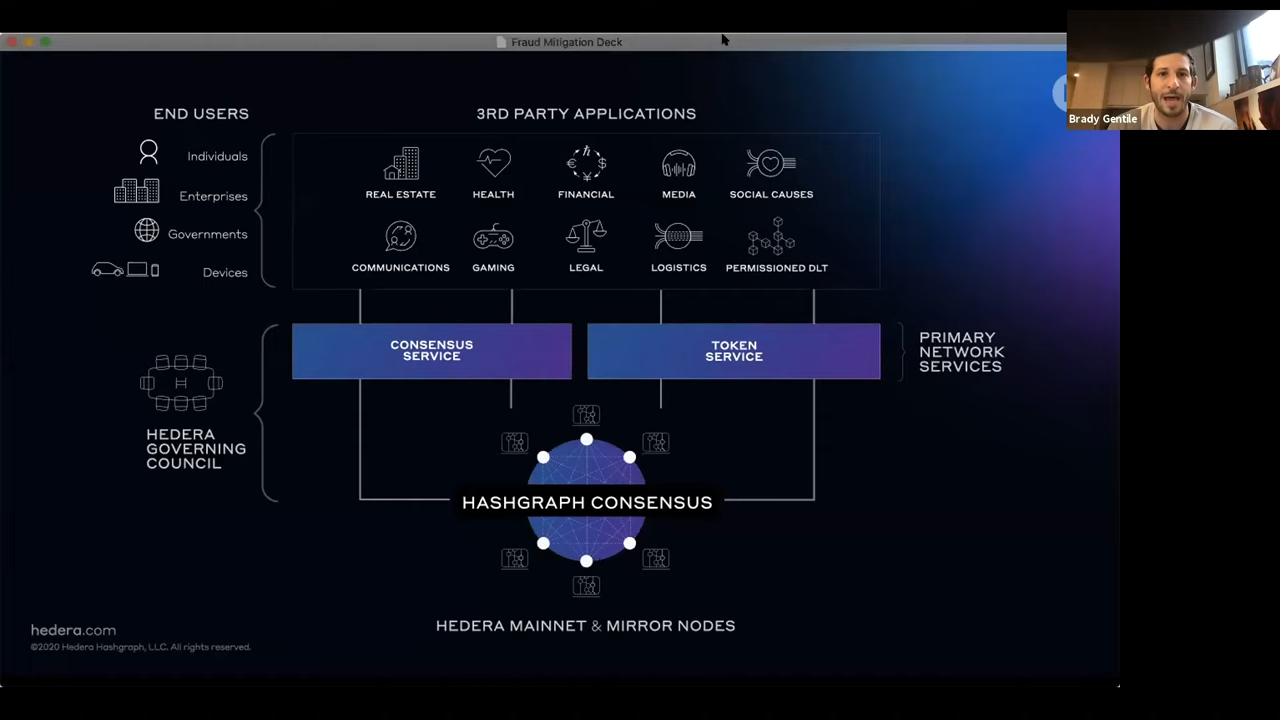 Fraud Mitigation Deck
Brady Gentile
END USERS
Individuals
Enterprises
Governments
Devices
3RD PARTY APPLICATIONS
REAL ESTATE
HEALTH
FINANCIAL
MEDIA
SOCIAL CAUSES
COMMUNICATIONS
GAMING
LEGAL
LOGISTICS
PERMISSIONED DLT
CONSENSUS
SERVICE
TOKEN
SERVICE
PRIMARY
NETWORK
SERVICES
HEDERA
GOVERNING
COUNCIL
HASHGRAPH CONSENSUS
HEDERA MAINNET & MIRROR NODES
hedera.com
©2020 Hedera Hashgraph, LLC. All rights reserved.